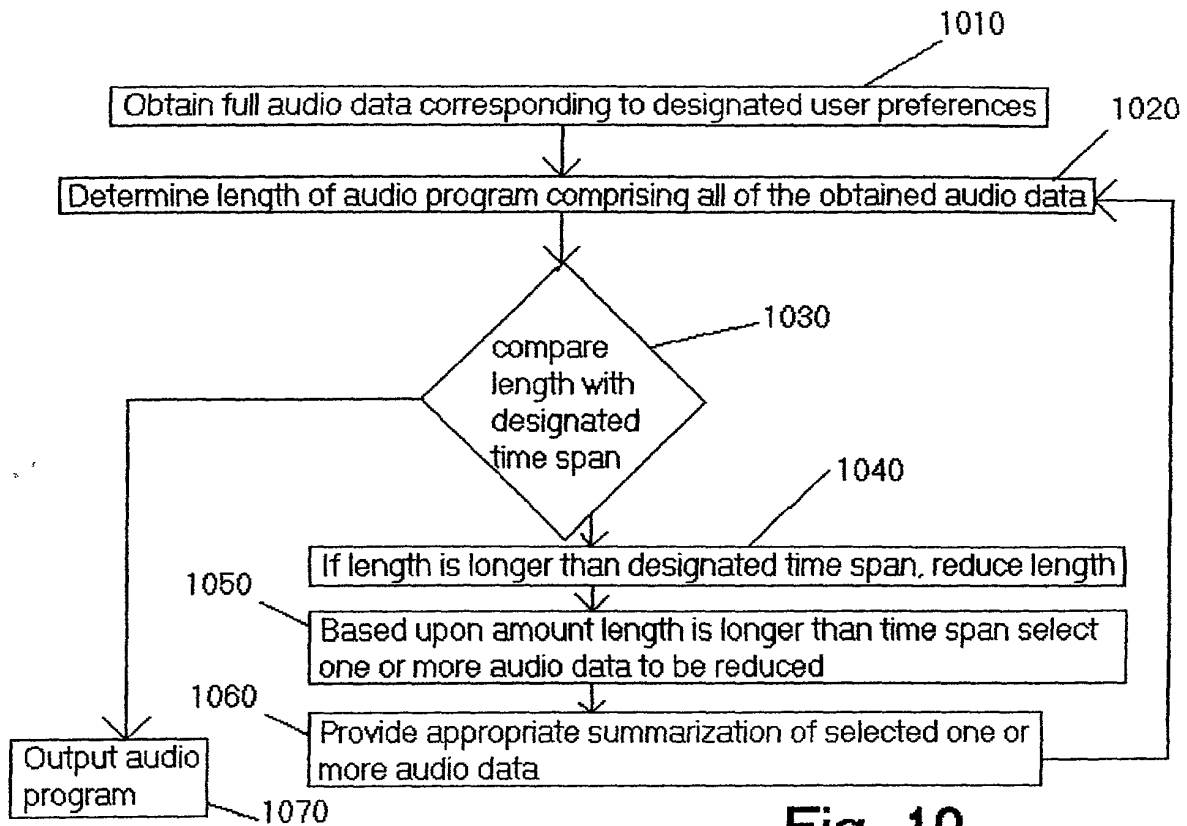 1010
Obtain full audio data corresponding to designated user preferences
1020
Determine length of audio program comprising all of the obtained audio data
1030
compare
length with
designated
time span
1040
If length is longer than designated time span, reduce length
1050
Based upon amount length is longer than time span select
one or more audio data to be reduced
1060
Provide appropriate summarization of selected one or
more audio data
Output audio
program
1070
Fig. 10